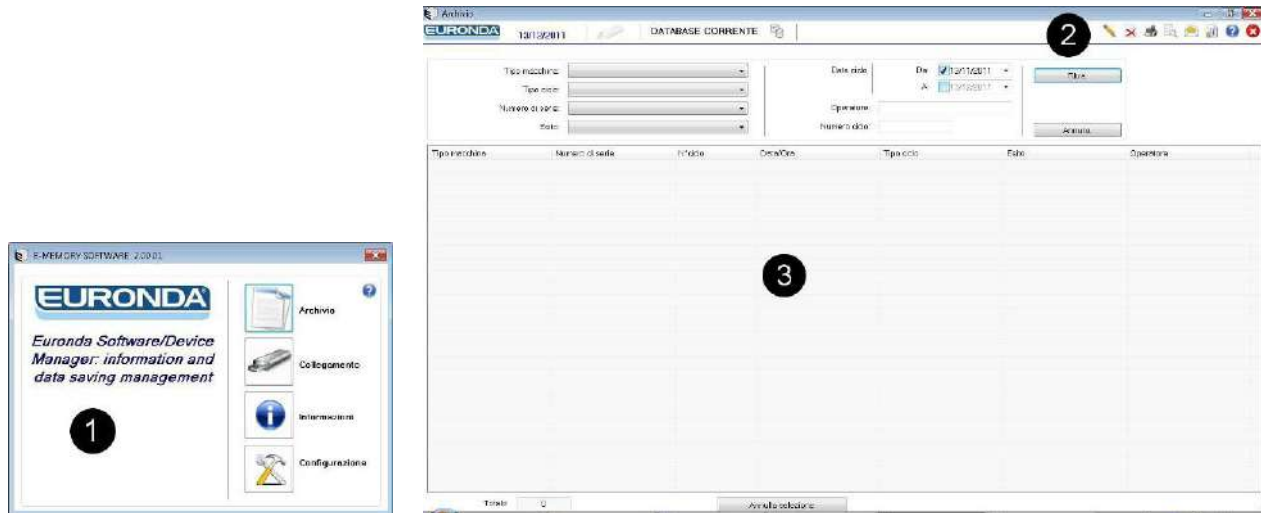 E-MEMORY SOFTWARE 2.00.01
EURONDA
Euronda Software/Device
Manager: information and
data saving management
1
Archivio
Collegamento
Informazioni
Configurazione
Archivio
EURONDA
13/12/2011
DATABASE CORRENTE
2
Tipo macchina:
Tipo ciclo:
Numero di serie:
Esito:
Data ciclo
Da
A
Operatore:
Numero ciclo:
Filtra
Annulla
Tipo macchina Numero di serie N°ciclo Data/Ora Tipo ciclo Esito Operatore
3
Totale 0
Annulla selezione